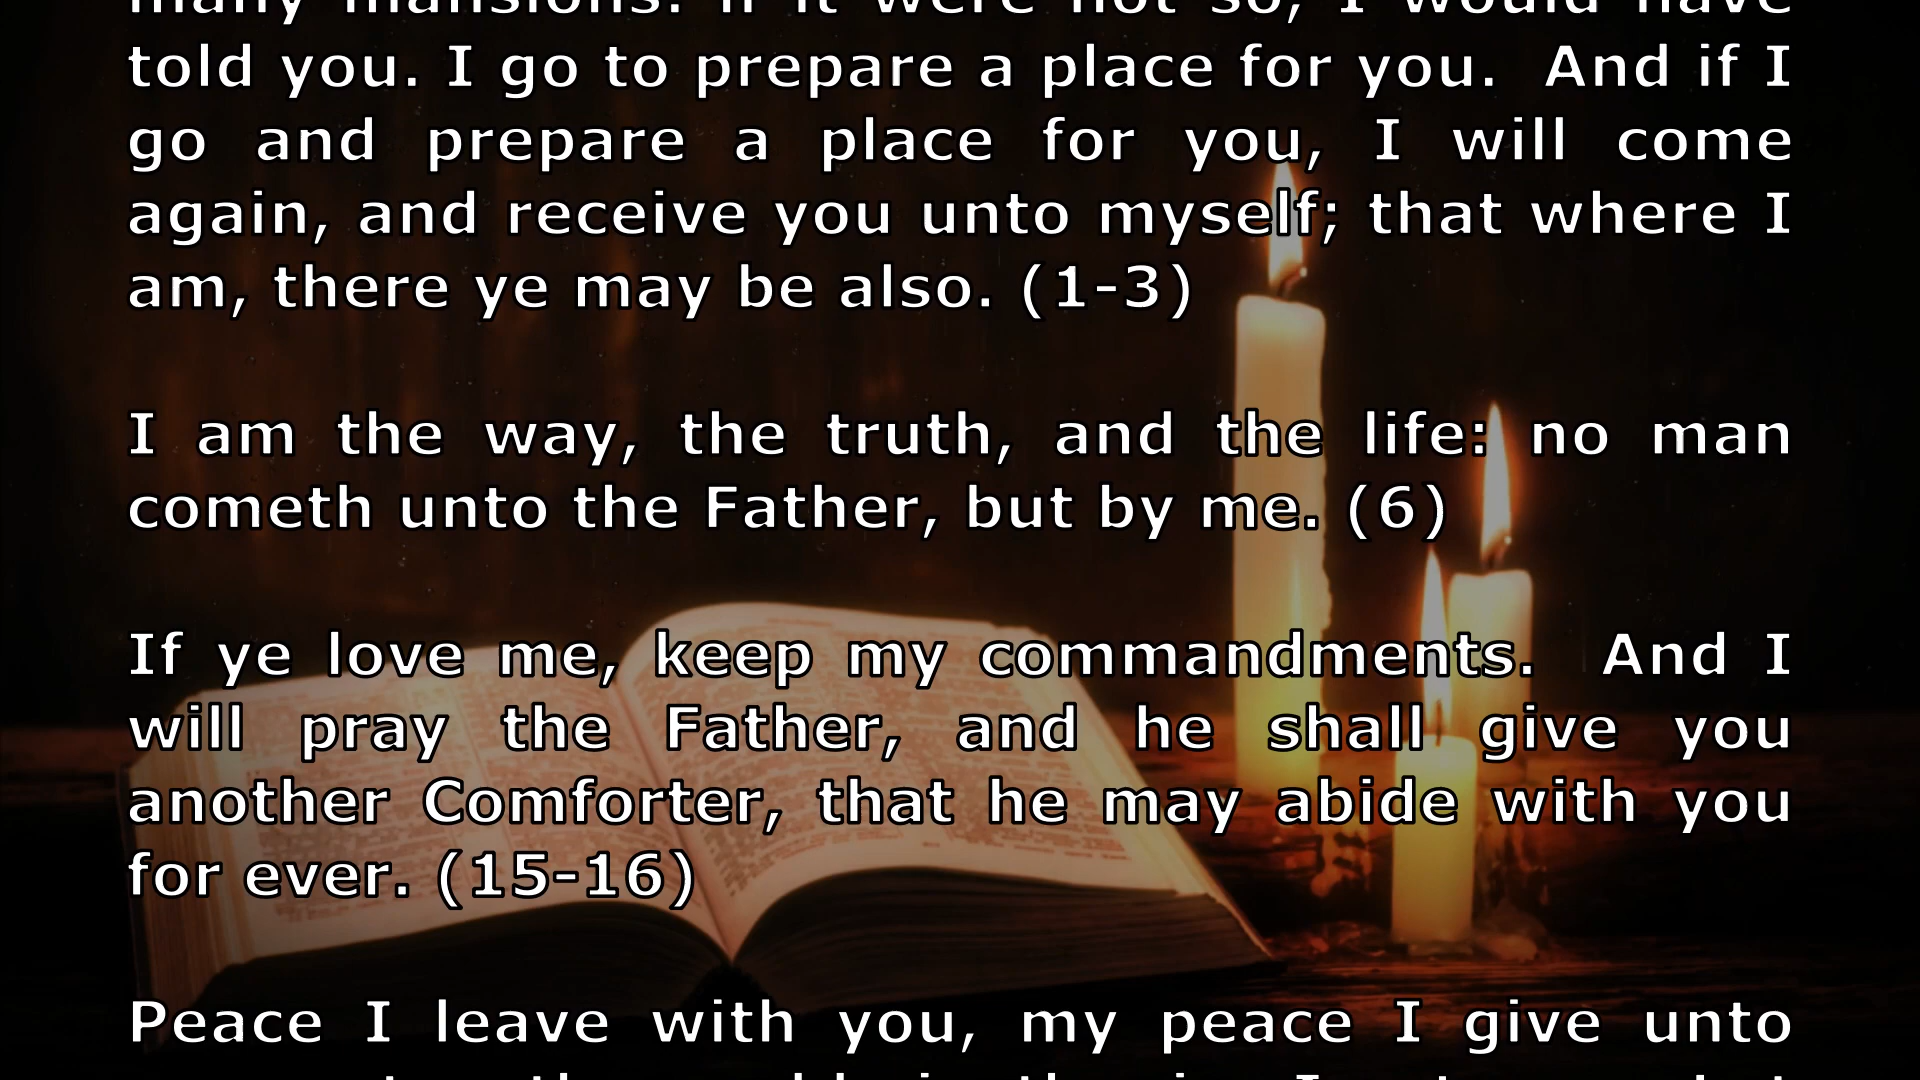 many mansions: if it were not so, I would have
told you. I go to prepare a place for you.  And if I
go and prepare a place for you, I will come
again, and receive you unto myself; that where I
am, there ye may be also. (1-3)
I am the way, the truth, and the life: no man
cometh unto the Father, but by me. (6)
If ye love me, keep my commandments.  And I
will pray the Father, and he shall give you
another Comforter, that he may abide with you
for ever. (15-16)
Peace I leave with you, my peace I give unto